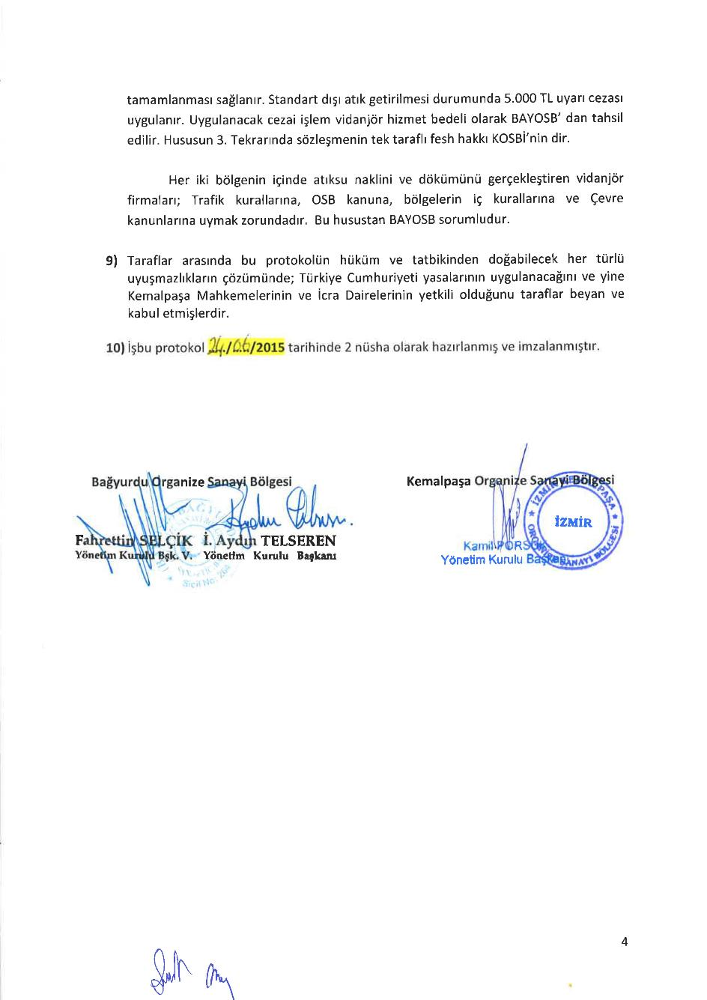 tamamlanması sağlanır. Standart dışı atık getirilmesi durumunda 5.000 TL uyarı cezası
uygulanır. Uygulanacak cezai işlem vidanjör hizmet bedeli olarak BAYOSB' dan tahsil
edilir. Hususun 3. Tekrarında sözleşmenin tek taraflı fesh hakkı KOSBİ'nin dir.
Her iki bölgenin içinde atıksu naklini ve dökümünü gerçekleştiren vidanjör
firmaları; Trafik kurallarına, OSB kanuna, bölgelerin iç kurallarına ve Çevre
kanunlarına uymak zorundadır. Bu husustan BAYOSB sorumludur.
9) Taraflar arasında bu protokolün hüküm ve tatbikinden doğabilecek her türlü
uyuşmazlıkların çözümünde; Türkiye Cumhuriyeti yasalarının uygulanacağını ve yine
Kemalpaşa Mahkemelerinin ve İcra Dairelerinin yetkili olduğunu taraflar beyan ve
kabul etmişlerdir.
10) İşbu protokol 24./06/2015 tarihinde 2 nüsha olarak hazırlanmış ve imzalanmıştır.
Bağyurdu Organize Sanayi Bölgesi
Kemalpaşa Organize Sanayi Bölgesi
Fahrettin SELÇİK İ. Aydın TELSEREN
Yönetim Kurulu Bşk. V. Yönetim Kurulu Başkanı
İZMİR
Kamil
Yönetim Kurulu
Sicil No:
4